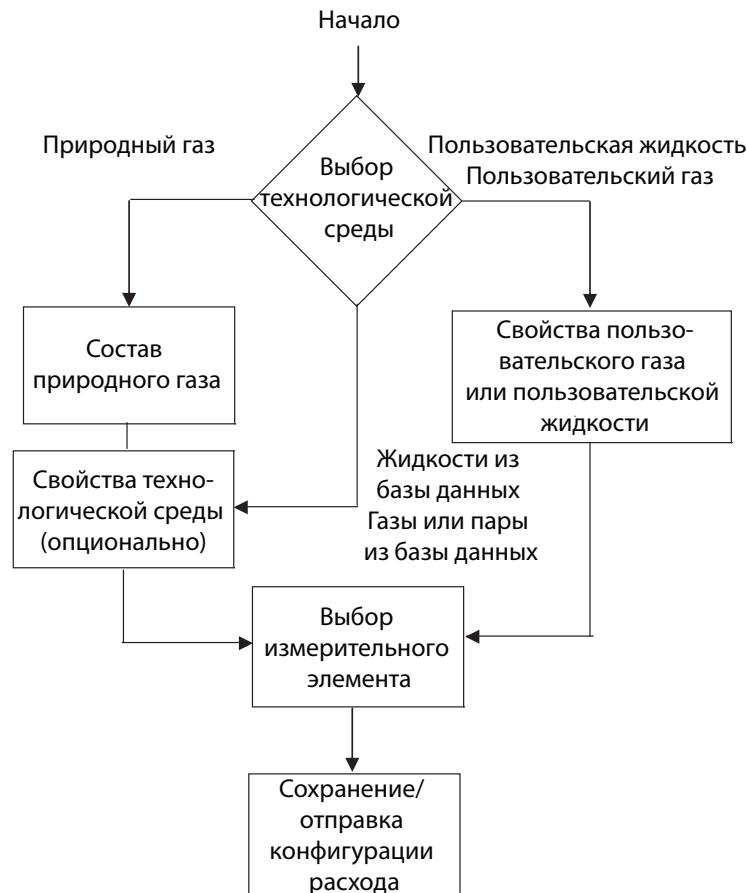 Начало
Природный газ
Выбор
технологической
среды
Пользовательская жидкость
Пользовательский газ
Состав
природного газа
Свойства пользо-
вательского газа
или пользовательской
жидкости
Свойства техно-
логической среды
(опционально)
Жидкости из
базы данных
Газы или пары
из базы данных
Выбор
измерительного
элемента
Сохранение/
отправка
конфигурации
расхода